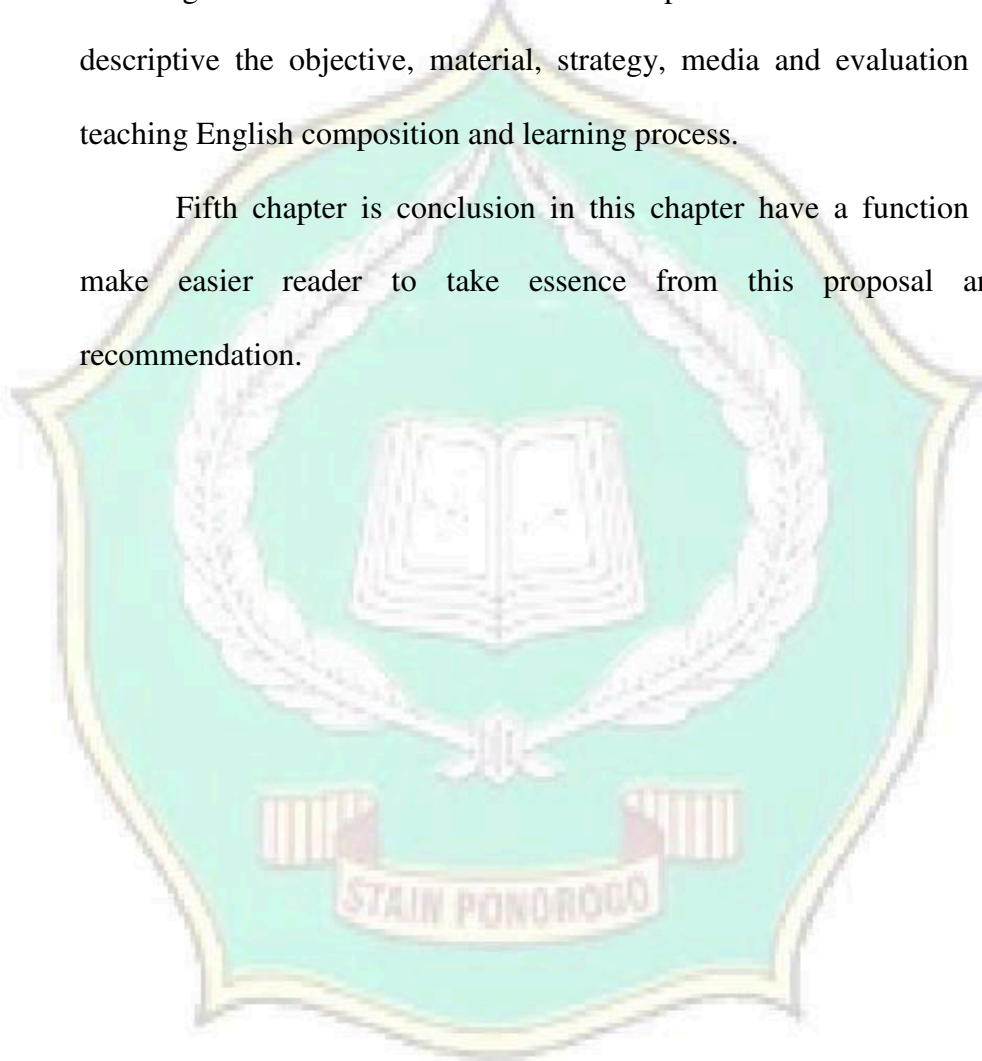 descriptive the objective, material, strategy, media and evaluation
teaching English composition and learning process.
Fifth chapter is conclusion in this chapter have a function
make easier reader to take essence from this proposal
recommendation.
STAIN PONOROGO